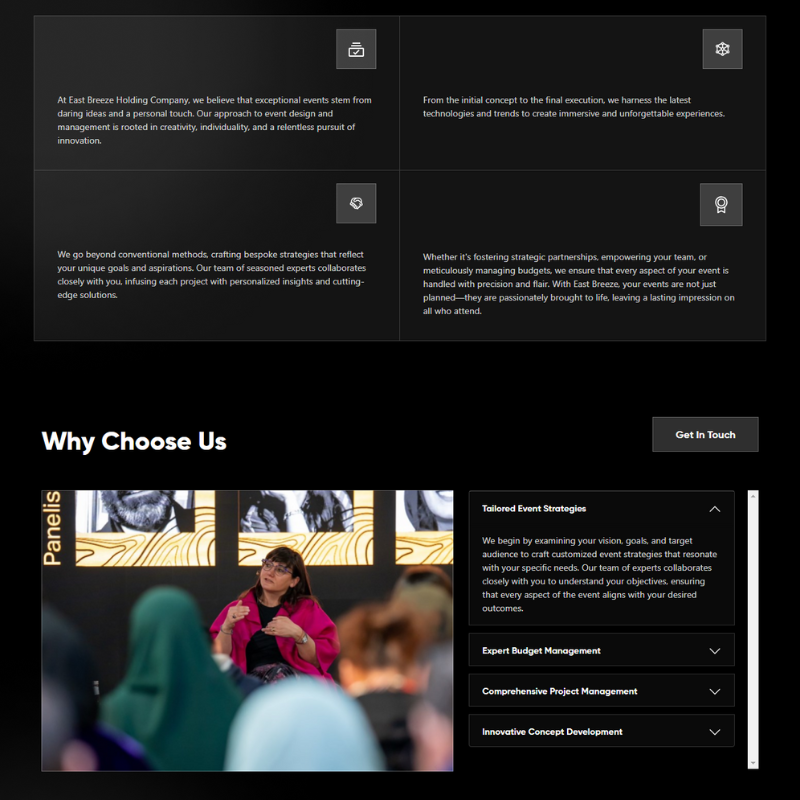 At East Breeze Holding Company, we believe that exceptional events stem from
daring ideas and a personal touch. Our approach to event design and
management is rooted in creativity, individuality, and a relentless pursuit of
innovation.
From the initial concept to the final execution, we harness the latest
technologies and trends to create immersive and unforgettable experiences.
We go beyond conventional methods, crafting bespoke strategies that reflect
your unique goals and aspirations. Our team of seasoned experts collaborates
closely with you, infusing each project with personalized insights and cutting-
edge solutions.
Whether it's fostering strategic partnerships, empowering your team, or
meticulously managing budgets, we ensure that every aspect of your event is
handled with precision and flair. With East Breeze, your events are not just
planned—they are passionately brought to life, leaving a lasting impression on
all who attend.
Why Choose Us
Get In Touch
Panelis
Tailored Event Strategies
We begin by examining your vision, goals, and target
audience to craft customized event strategies that resonate
with your specific needs. Our team of experts collaborates
closely with you to understand your objectives, ensuring
that every aspect of the event aligns with your desired
outcomes.
Expert Budget Management
Comprehensive Project Management
Innovative Concept Development